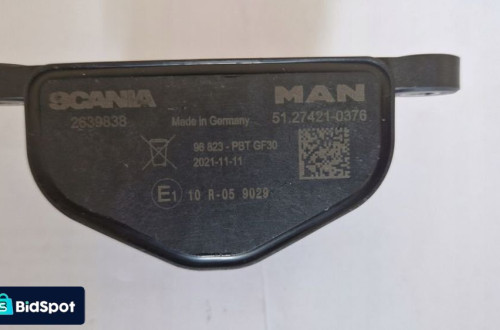 SCANIA
MAN
2639838
Made in Germany
51.27421-0376
98 823 - PBT GF30
2021-11-11
E1 10 R-05 9029
BidSpot